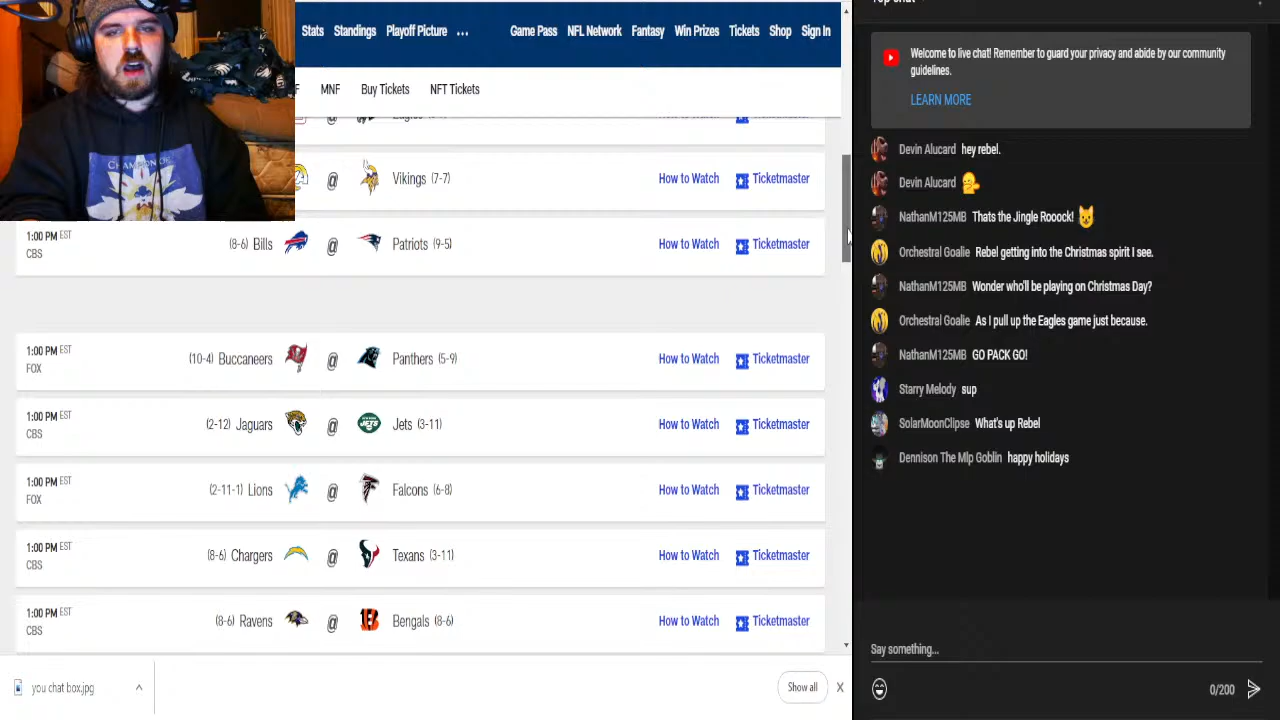 Stats Standings Playoff Picture ... Game Pass NFL Network Fantasy Win Prizes Tickets Shop Sign In
F MNF Buy Tickets NFT Tickets
@ How to Watch Ticketmaster
@ Vikings (7-7) How to Watch Ticketmaster
1:00 PM EST
CBS
(8-6) Bills @ Patriots (9-5) How to Watch Ticketmaster
1:00 PM EST
FOX
(10-4) Buccaneers @ Panthers (5-9) How to Watch Ticketmaster
1:00 PM EST
CBS
(2-12) Jaguars @ Jets (3-11) How to Watch Ticketmaster
JETS
1:00 PM EST
FOX
(2-11-1) Lions @ Falcons (6-8) How to Watch Ticketmaster
1:00 PM EST
CBS
(8-6) Chargers @ Texans (3-11) How to Watch Ticketmaster
1:00 PM EST
CBS
(8-6) Ravens @ Bengals (8-6) How to Watch Ticketmaster
you chat box.jpg
Show all X
CHAMPION OF
Welcome to live chat! Remember to guard your privacy and abide by our community
guidelines.
LEARN MORE
Devin Alucard hey rebel.
Devin Alucard
NathanM125MB Thats the Jingle Rooock!
Orchestral Goalie Rebel getting into the Christmas spirit I see.
NathanM125MB Wonder who'll be playing on Christmas Day?
Orchestral Goalie As I pull up the Eagles game just because.
NathanM125MB GO PACK GO!
Starry Melody sup
SolarMoonClipse What's up Rebel
Dennison The Mlp Goblin happy holidays
Say something...
0/200